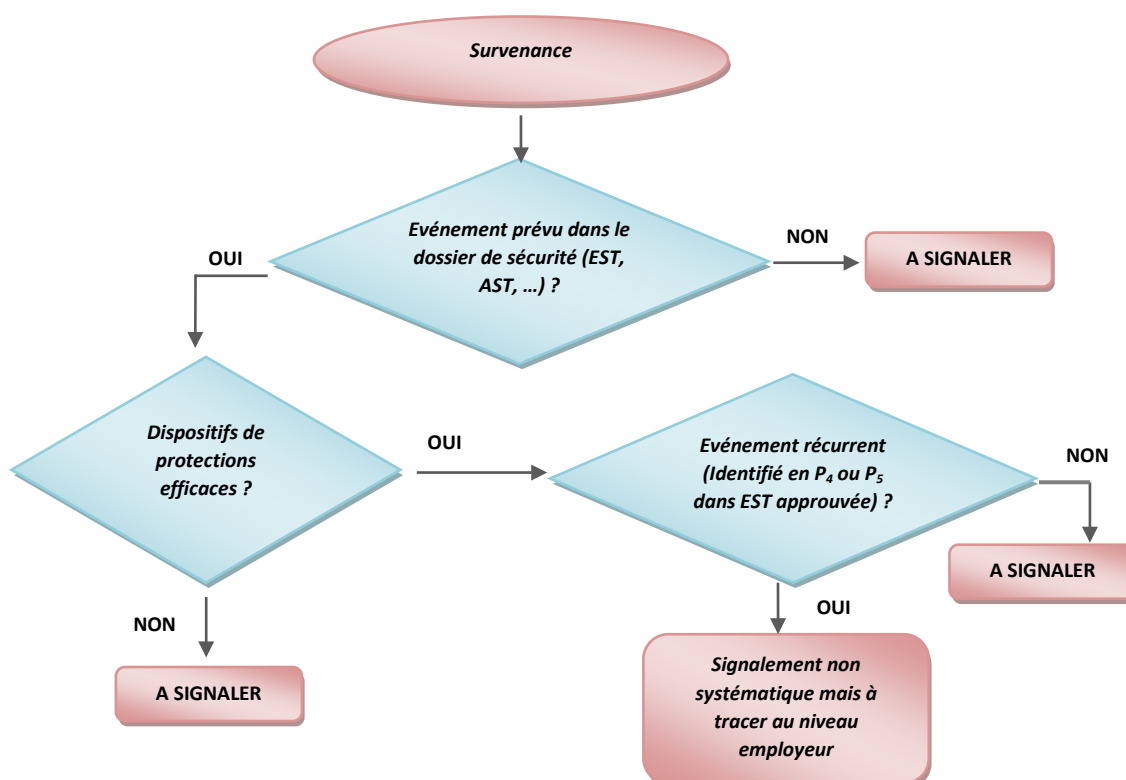 Survenance
Evénement prévu dans le
dossier de sécurité (EST,
AST, …) ?
NON
A SIGNALER
OUI
Dispositifs de
protections
efficaces ?
OUI
Evénement récurrent
(Identifié en P₄ ou P₅
dans EST approuvée) ?
NON
A SIGNALER
NON
A SIGNALER
OUI
Signalement non
systématique mais à
tracer au niveau
employeur